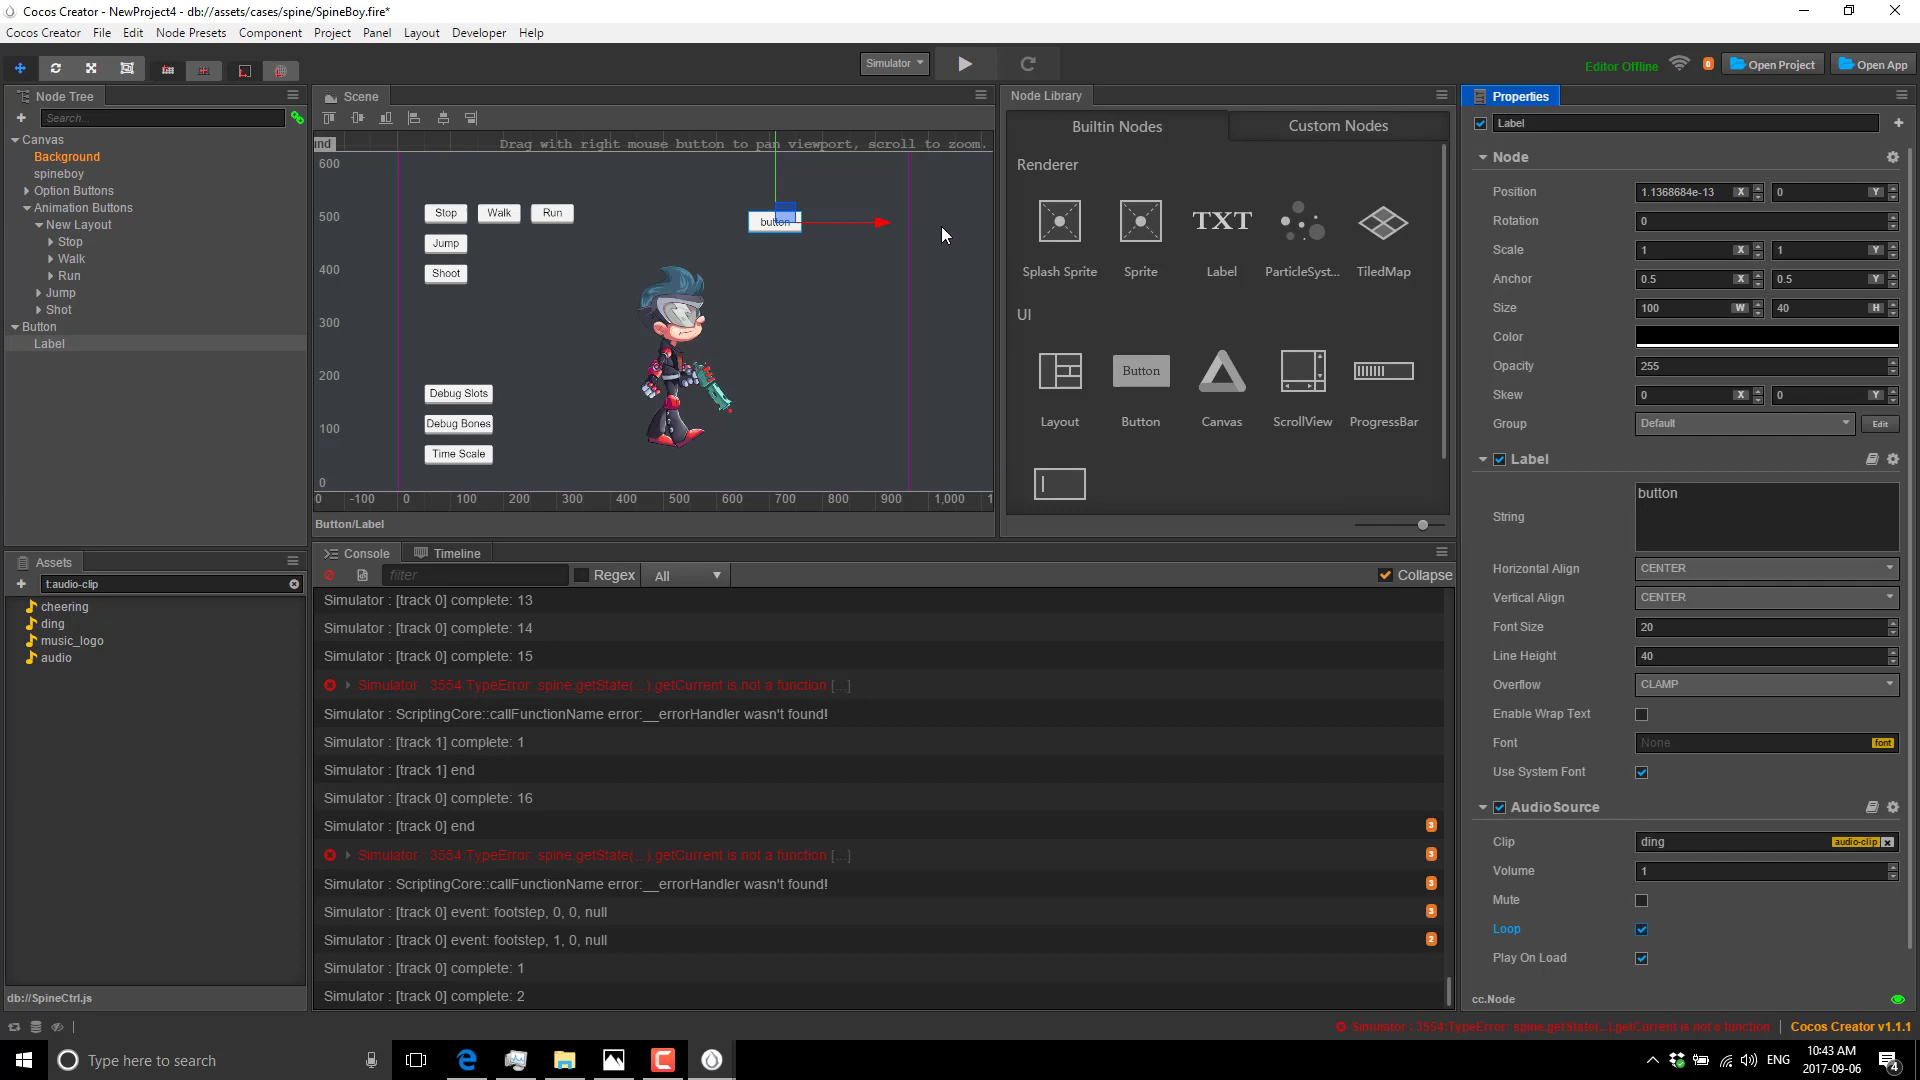 Cocos Creator - NewProject4 - db://assets/cases/spine/SpineBoy.fire*
Cocos Creator File Edit Node Presets Component Project Panel Layout Developer Help
Simulator
Editor Offline 0 Open Project Open App
Node Tree
Search...
Canvas
Background
spineboy
Option Buttons
Animation Buttons
New Layout
Stop
Walk
Run
Jump
Shot
Button
Label
Scene
und Drag with right mouse button to pan viewport, scroll to zoom.
600
500
400
300
200
100
0
Stop Walk Run
Jump
Shoot
button
Debug Slots
Debug Bones
Time Scale
0 -100 0 100 200 300 400 500 600 700 800 900 1,000 1
Button/Label
Node Library
Builtin Nodes Custom Nodes
Renderer
TXT
Splash Sprite Sprite Label ParticleSyst... TiledMap
UI
Button
Layout Button Canvas ScrollView ProgressBar
Assets
t:audio-clip
cheering
ding
music_logo
audio
db://SpineCtrl.js
Console Timeline
filter Regex All Collapse
Simulator : [track 0] complete: 13
Simulator : [track 0] complete: 14
Simulator : [track 0] complete: 15
Simulator : 3554:TypeError: spine.getState(...).getCurrent is not a function [...]
Simulator : ScriptingCore::callFunctionName error:__errorHandler wasn't found!
Simulator : [track 1] complete: 1
Simulator : [track 1] end
Simulator : [track 0] complete: 16
Simulator : [track 0] end 3
Simulator : 3554:TypeError: spine.getState(...).getCurrent is not a function [...] 3
Simulator : ScriptingCore::callFunctionName error:__errorHandler wasn't found! 3
Simulator : [track 0] event: footstep, 0, 0, null 3
Simulator : [track 0] event: footstep, 1, 0, null 2
Simulator : [track 0] complete: 1
Simulator : [track 0] complete: 2
Properties
Label
Node
Position 1.1368684e-13 X 0 Y
Rotation 0
Scale 1 X 1 Y
Anchor 0.5 X 0.5 Y
Size 100 W 40 H
Color
Opacity 255
Skew 0 X 0 Y
Group Default Edit
Label
String button
Horizontal Align CENTER
Vertical Align CENTER
Font Size 20
Line Height 40
Overflow CLAMP
Enable Wrap Text
Font None font
Use System Font
AudioSource
Clip ding audio-clip
Volume 1
Mute
Loop
Play On Load
cc.Node
Simulator : 3554:TypeError: spine.getState(...).getCurrent is not a function Cocos Creator v1.1.1
Type here to search
ENG
10:43 AM
2017-09-06
4